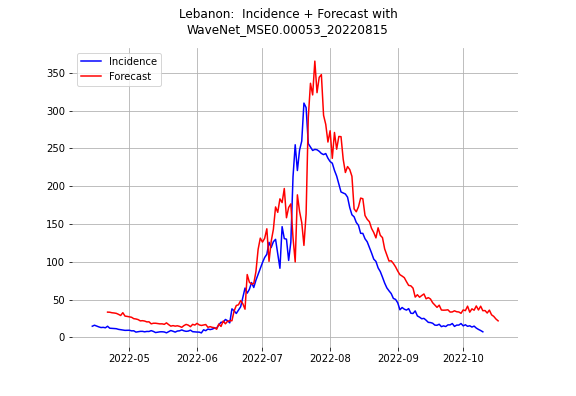 Lebanon:  Incidence + Forecast with
WaveNet_MSE0.00053_20220815
Incidence
Forecast
350
300
250
200
150
100
50
0
2022-05 2022-06 2022-07 2022-08 2022-09 2022-10